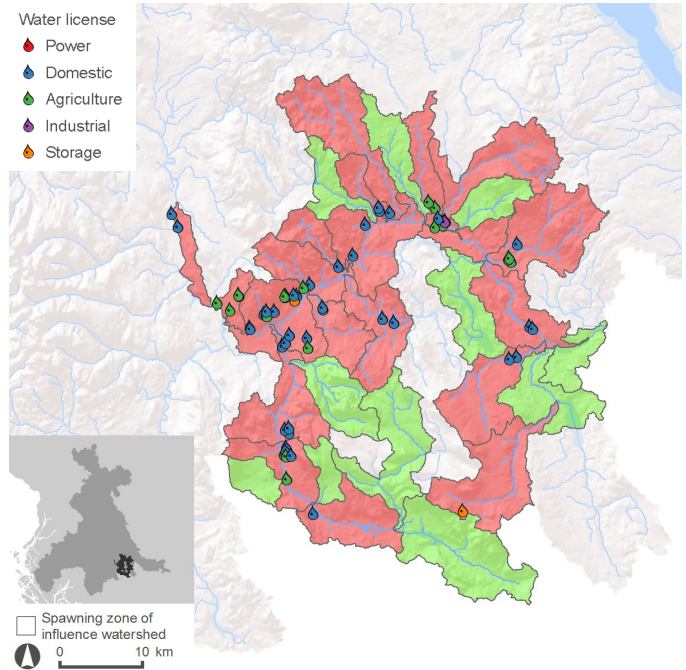 Water license
Power
Domestic
Agriculture
Industrial
Storage
Spawning zone of
influence watershed
0 10 km